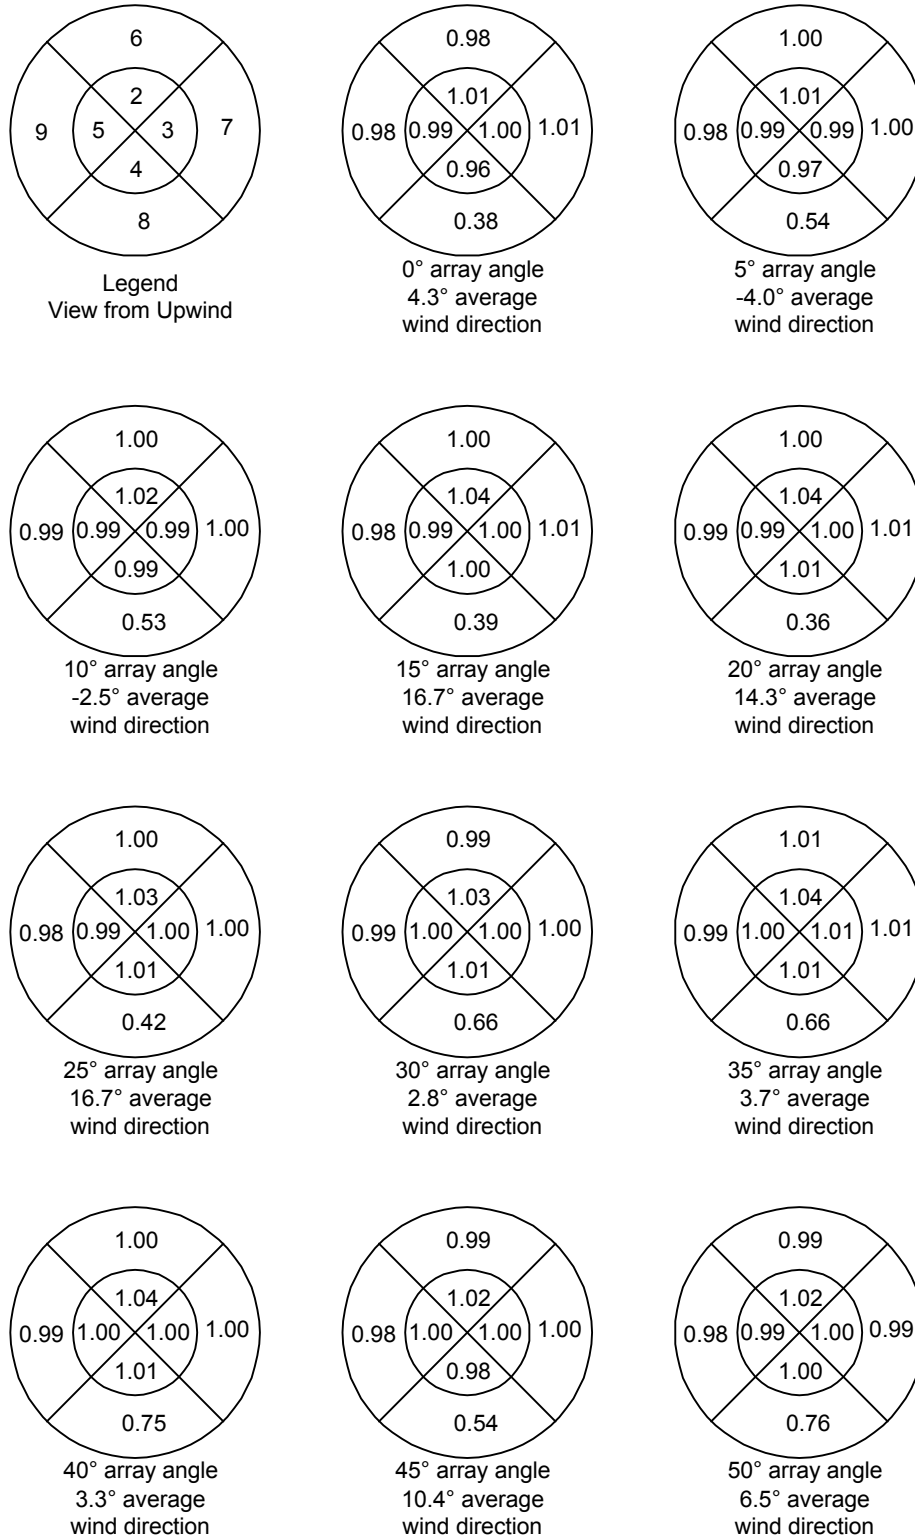 6
2
9
5
3
7
4
8
Legend
View from Upwind
0.98
1.01
0.98
0.99
1.00
1.01
0.96
0.38
0° array angle
4.3° average
wind direction
1.00
1.01
0.98
0.99
0.99
1.00
0.97
0.54
5° array angle
-4.0° average
wind direction
1.00
1.02
0.99
0.99
0.99
1.00
0.99
0.53
10° array angle
-2.5° average
wind direction
1.00
1.04
0.98
0.99
1.00
1.01
1.00
0.39
15° array angle
16.7° average
wind direction
1.00
1.04
0.99
0.99
1.00
1.01
1.01
0.36
20° array angle
14.3° average
wind direction
1.00
1.03
0.98
0.99
1.00
1.00
1.01
0.42
25° array angle
16.7° average
wind direction
0.99
1.03
0.99
1.00
1.00
1.00
1.01
0.66
30° array angle
2.8° average
wind direction
1.01
1.04
0.99
1.00
1.01
1.01
1.01
0.66
35° array angle
3.7° average
wind direction
1.00
1.04
0.99
1.00
1.00
1.00
1.01
0.75
40° array angle
3.3° average
wind direction
0.99
1.02
0.98
1.00
1.00
1.00
0.98
0.54
45° array angle
10.4° average
wind direction
0.99
1.02
0.98
0.99
1.00
0.99
1.00
0.76
50° array angle
6.5° average
wind direction